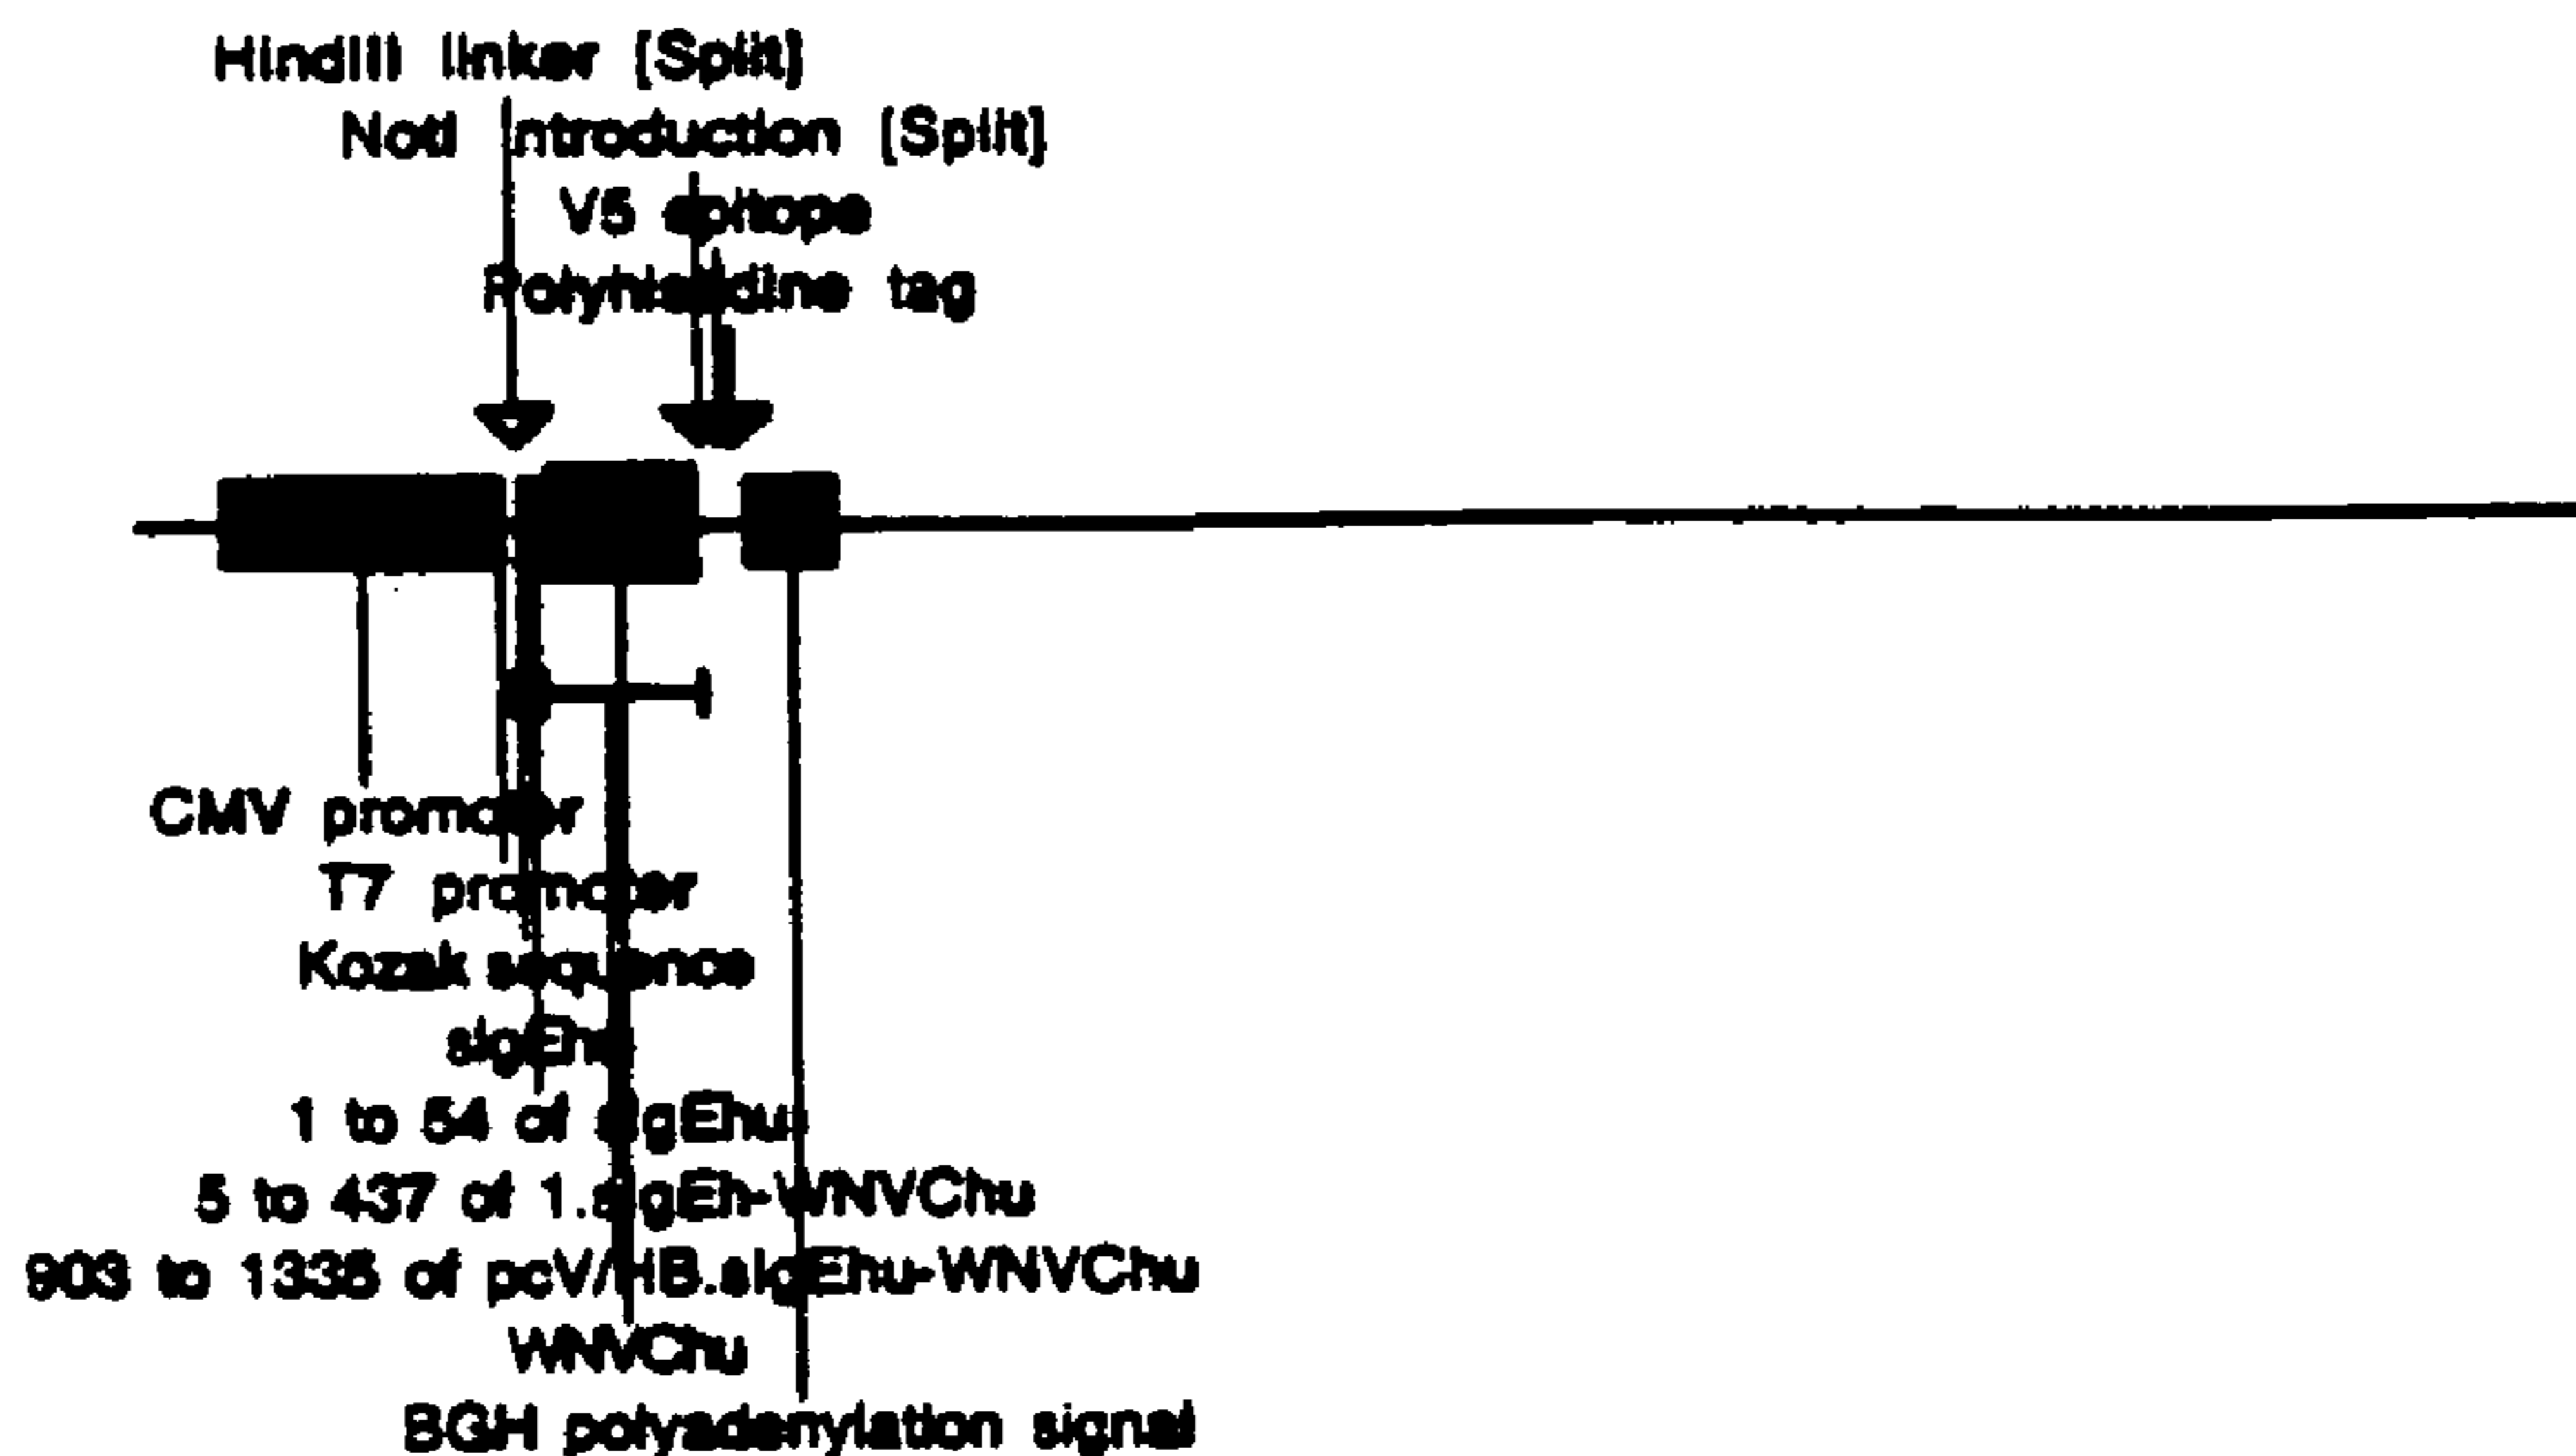 HindIII linker [Split]
NotI introduction [Split]
V5 epitope
Polyhistidine tag
CMV promoter
T7 promoter
Kozak sequence
sIgEhu
1 to 54 of sIgEhu
5 to 437 of 1.sIgEh-WNVChu
903 to 1335 of pcV/HB.sIgEhu-WNVChu
WNVChu
BGH polyadenylation signal